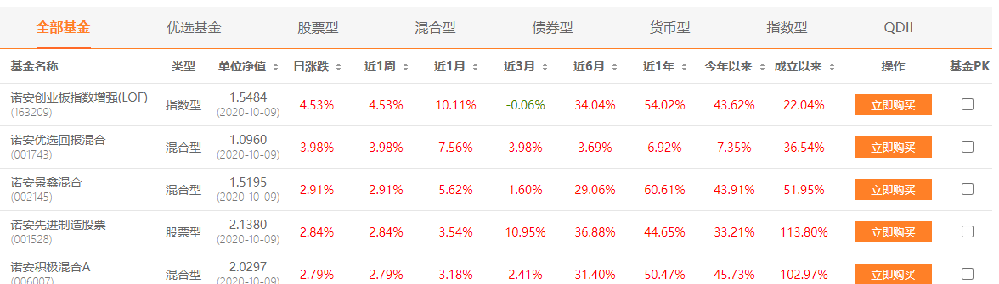 全部基金 优选基金 股票型 混合型 债券型 货币型 指数型 QDII
基金名称 类型 单位净值 日涨跌 近1周 近1月 近3月 近6月 近1年 今年以来 成立以来 操作 基金PK
诺安创业板指数增强(LOF) 1.5484
(163209) 指数型 (2020-10-09) 4.53% 4.53% 10.11% -0.06% 34.04% 54.02% 43.62% 22.04% 立即购买
诺安优选回报混合 1.0960
(001743) 混合型 (2020-10-09) 3.98% 3.98% 7.56% 3.98% 3.69% 6.92% 7.35% 36.54% 立即购买
诺安景鑫混合 1.5195
(002145) 混合型 (2020-10-09) 2.91% 2.91% 5.62% 1.60% 29.06% 60.61% 43.91% 51.95% 立即购买
诺安先进制造股票 2.1380
(001528) 股票型 (2020-10-09) 2.84% 2.84% 3.54% 10.95% 36.88% 44.65% 33.21% 113.80% 立即购买
诺安积极混合A 2.0297
(006007) 混合型 (2020-10-09) 2.79% 2.79% 3.18% 2.41% 31.40% 50.47% 45.73% 102.97% 立即购买